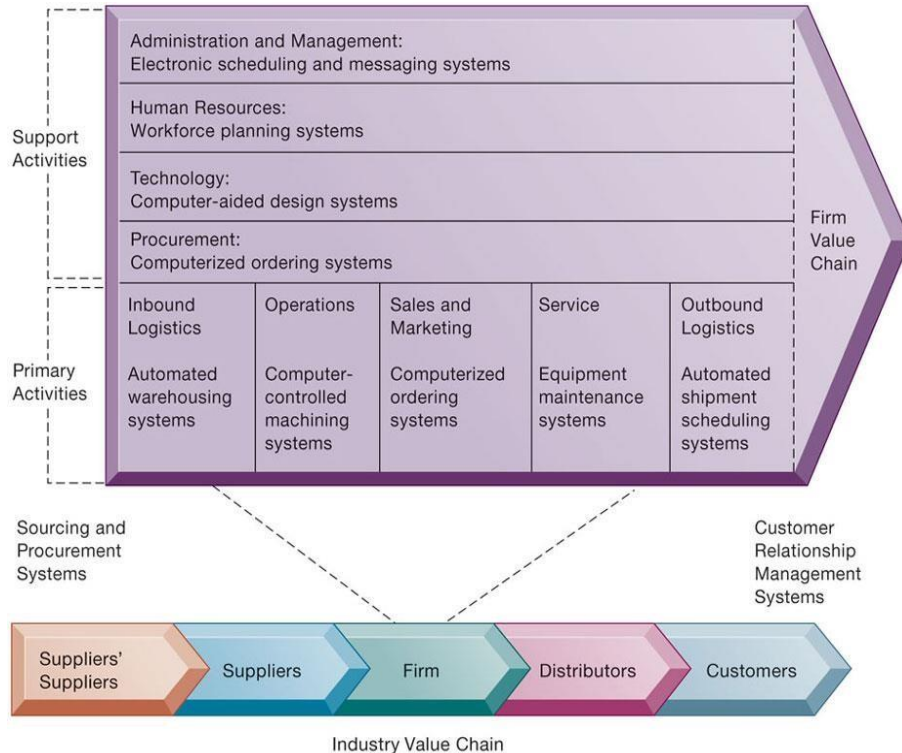 Support
Activities
Administration and Management:
Electronic scheduling and messaging systems
Human Resources:
Workforce planning systems
Technology:
Computer-aided design systems
Procurement:
Computerized ordering systems
Firm
Value
Chain
Primary
Activities
Inbound
Logistics
Automated
warehousing
systems
Operations
Computer-
controlled
machining
systems
Sales and
Marketing
Computerized
ordering
systems
Service
Equipment
maintenance
systems
Outbound
Logistics
Automated
shipment
scheduling
systems
Sourcing and
Procurement
Systems
Customer
Relationship
Management
Systems
Suppliers’
Suppliers
Suppliers
Firm
Distributors
Customers
Industry Value Chain